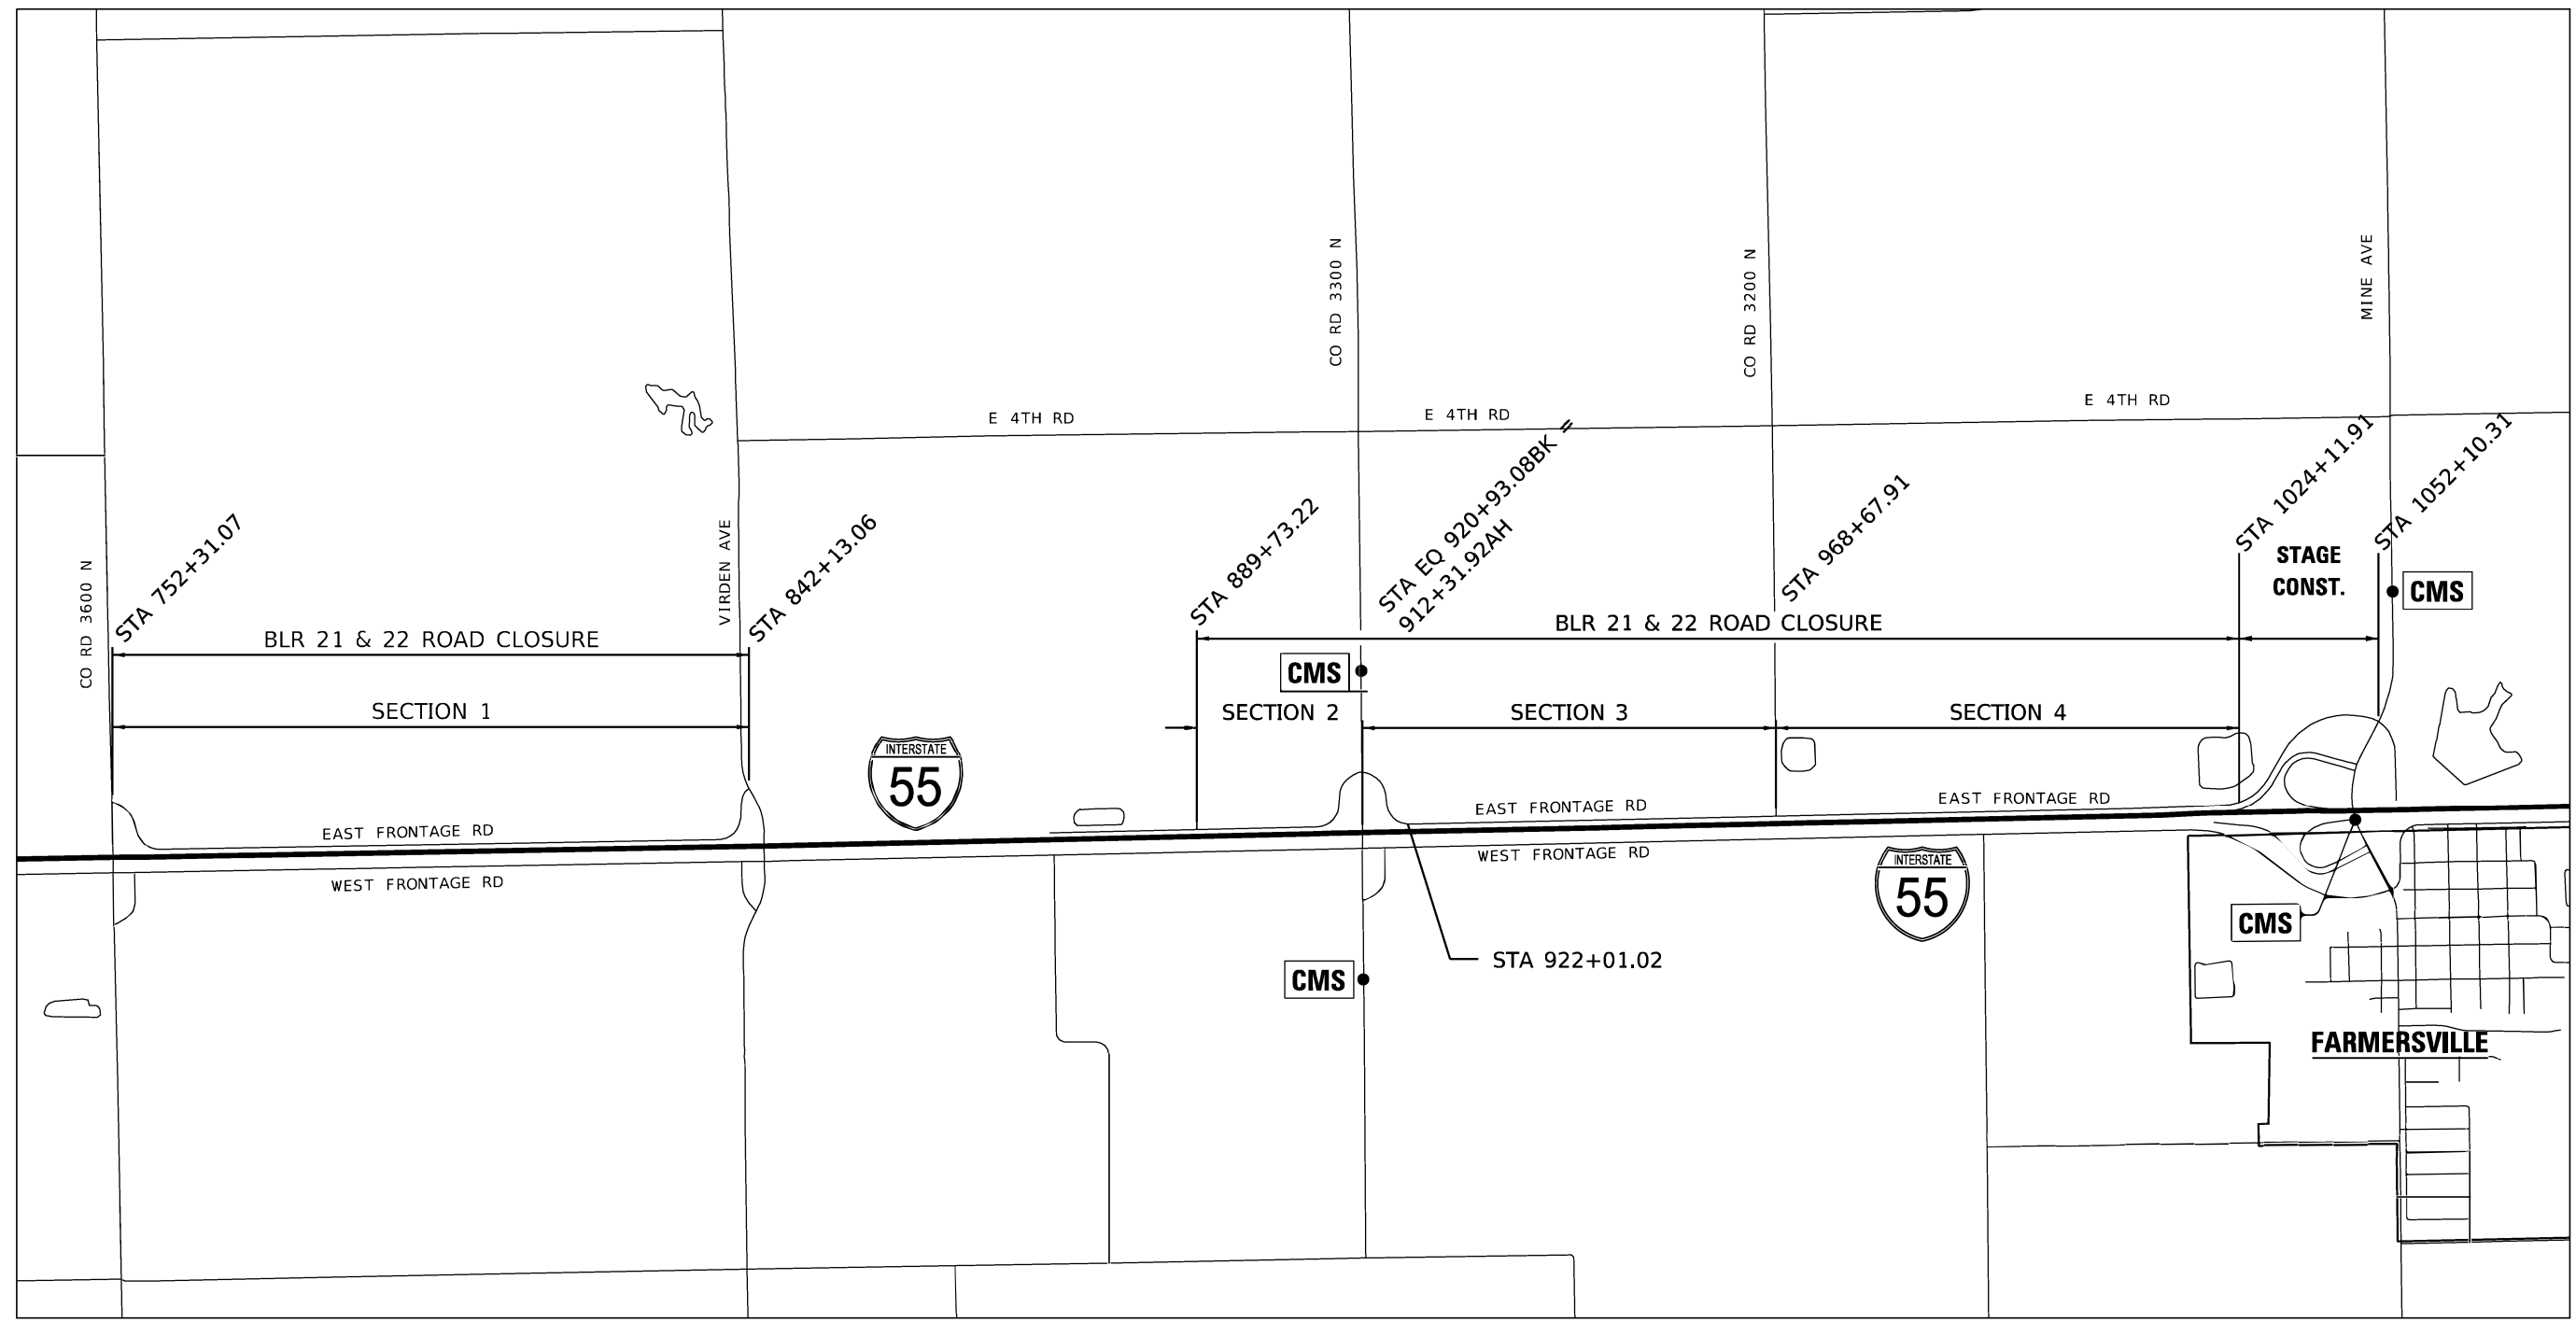 CO RD 3300 N
CO RD 3200 N
MINE AVE
E 4TH RD
E 4TH RD
E 4TH RD
CO RD 3600 N
STA 752+31.07
VIRDEN AVE
STA 842+13.06
STA 889+73.22
STA EQ 920+93.08BK =
912+31.92AH
STA 968+67.91
STA 1024+11.91
STAGE
CONST.
STA 1052+10.31
CMS
BLR 21 & 22 ROAD CLOSURE
BLR 21 & 22 ROAD CLOSURE
CMS
SECTION 1
SECTION 2
SECTION 3
SECTION 4
INTERSTATE
55
EAST FRONTAGE RD
EAST FRONTAGE RD
EAST FRONTAGE RD
WEST FRONTAGE RD
WEST FRONTAGE RD
INTERSTATE
55
CMS
STA 922+01.02
CMS
FARMERSVILLE